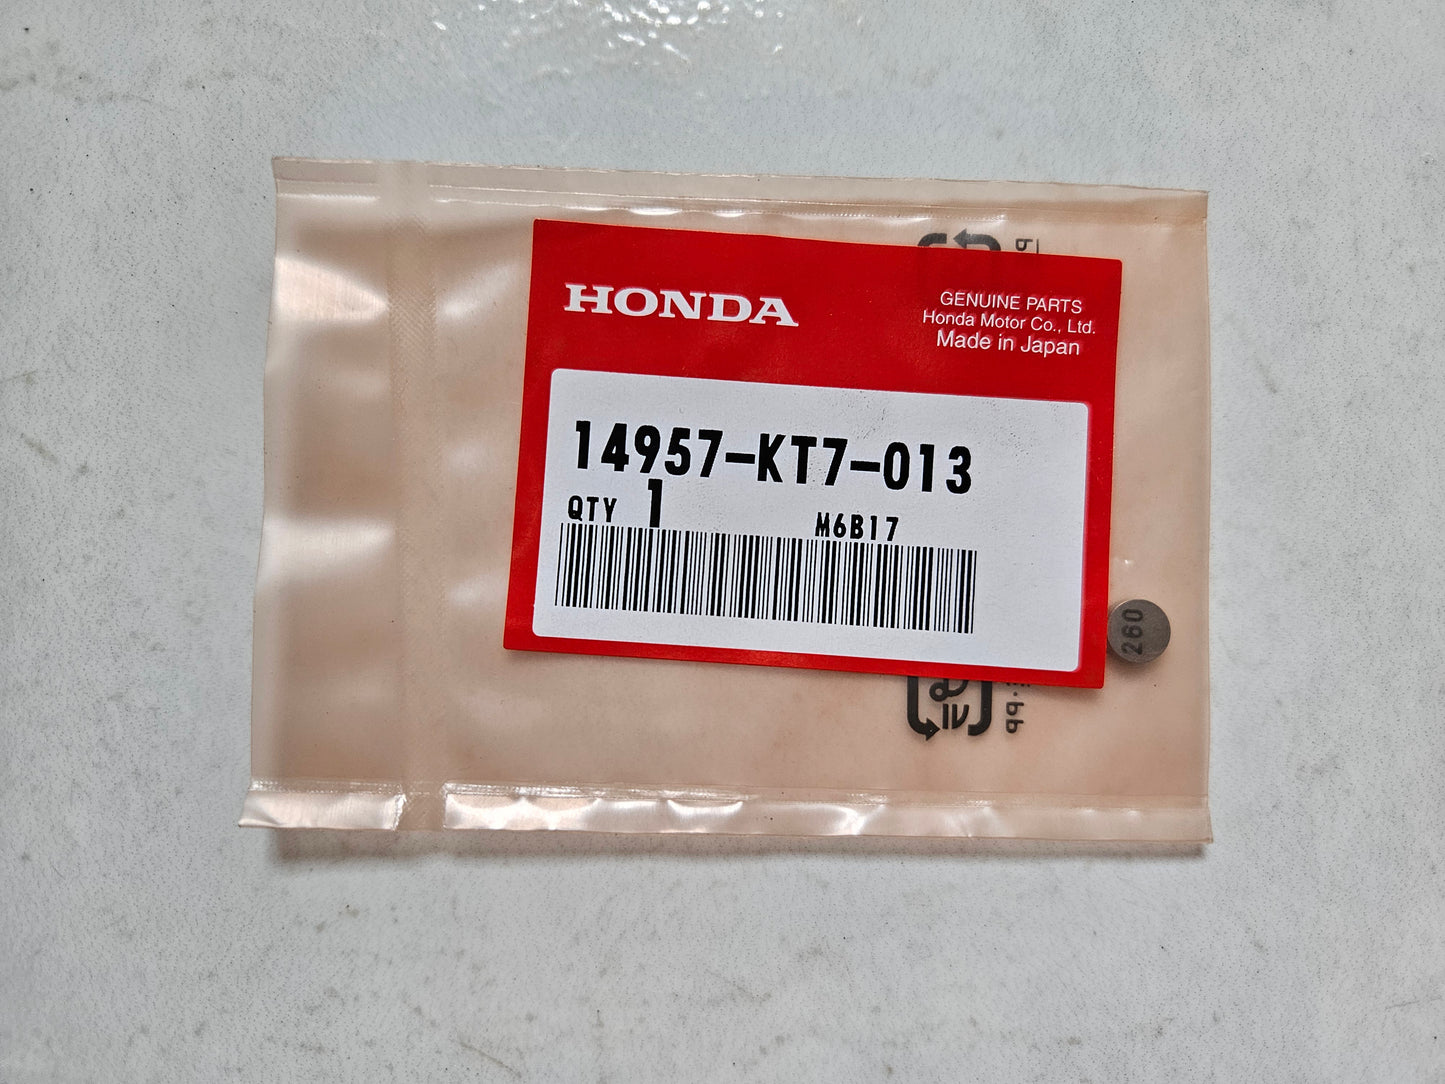 HONDA
GENUINE PARTS
Honda Motor Co., Ltd.
Made in Japan
14957-KT7-013
QTY 1
M6B17
260